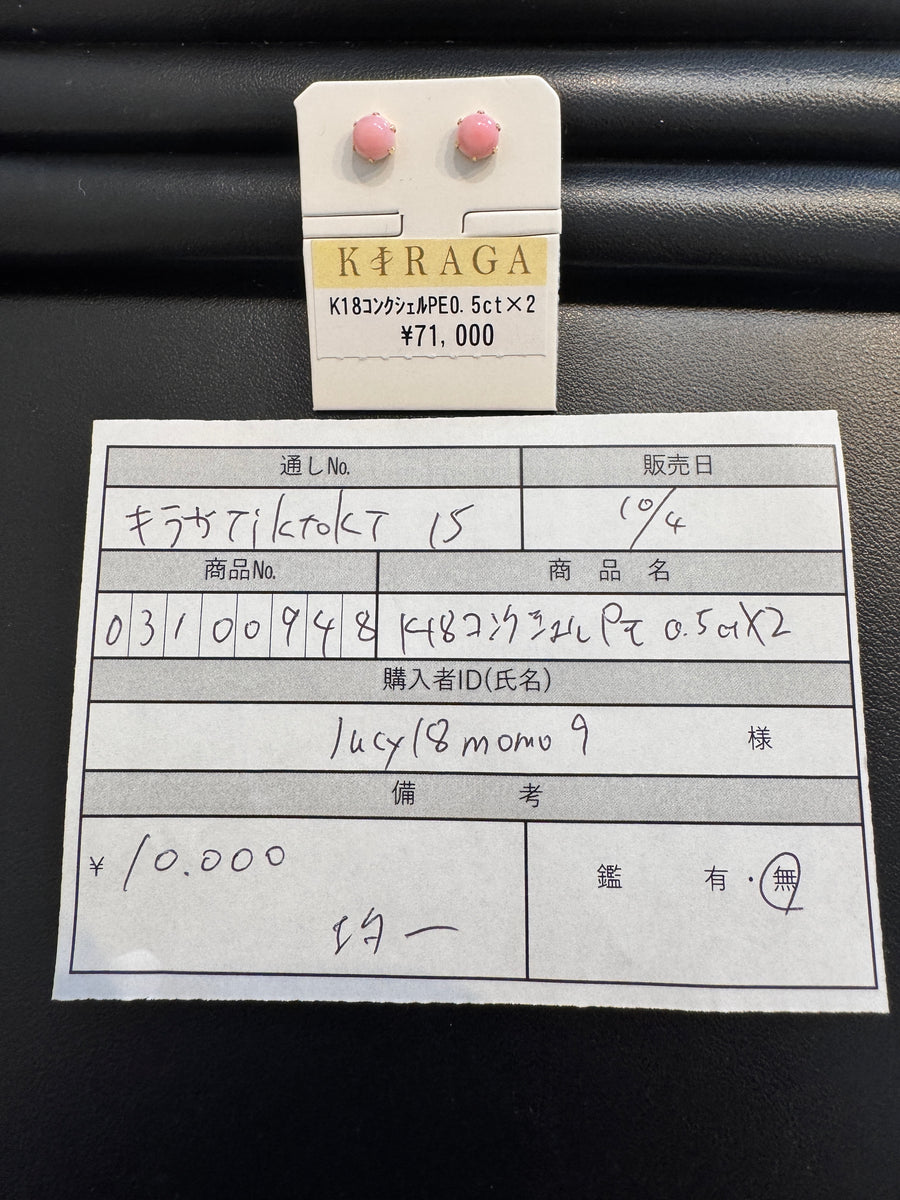 KIRAGA
K18コンクシェルPE0.5ct×2
¥71,000
通しNo.
販売日
キラガTikTokT 15
10/4
商品No.
商品名
03100948
K18コンクシェルPE 0.5ct×2
購入者ID(氏名)
lucy18momo9 様
備考
¥10.000
均一
鑑 有・無